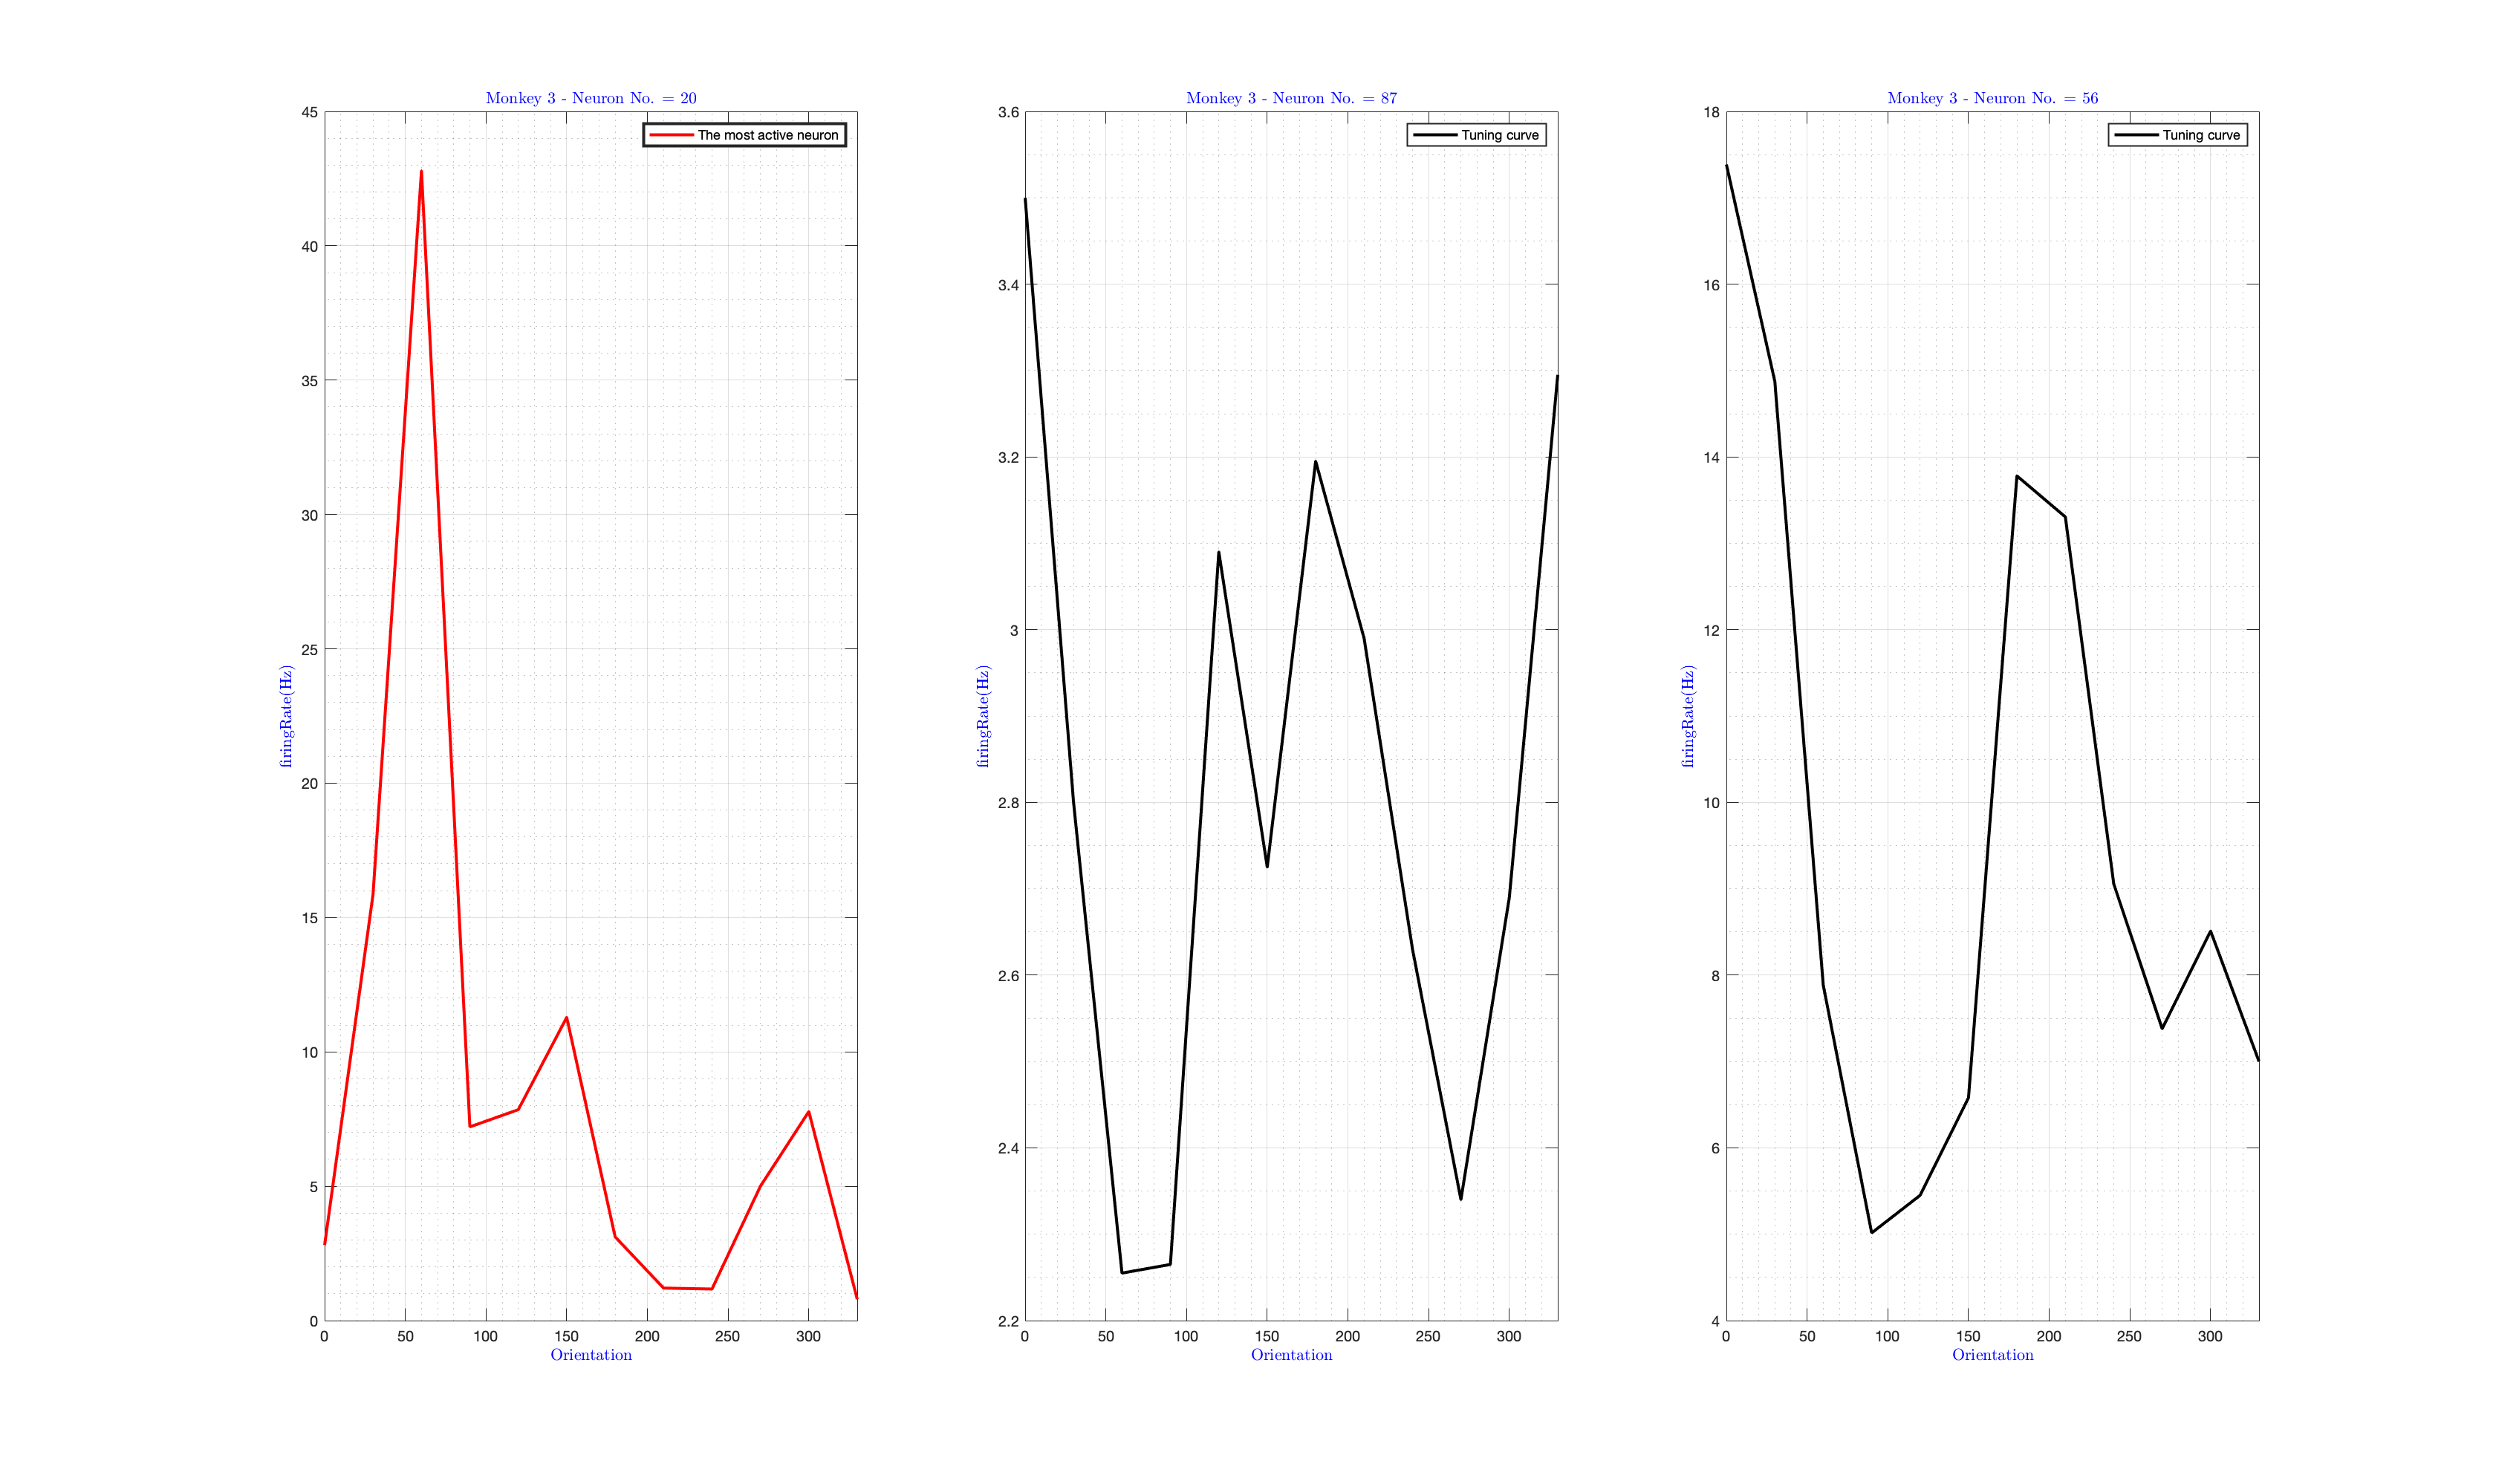 Monkey 3 - Neuron No. = 20
The most active neuron
45
40
35
30
25
20
15
10
5
0
firingRate(Hz)
0 50 100 150 200 250 300
Orientation
Monkey 3 - Neuron No. = 87
Tuning curve
3.6
3.4
3.2
3
2.8
2.6
2.4
2.2
firingRate(Hz)
0 50 100 150 200 250 300
Orientation
Monkey 3 - Neuron No. = 56
Tuning curve
18
16
14
12
10
8
6
4
firingRate(Hz)
0 50 100 150 200 250 300
Orientation